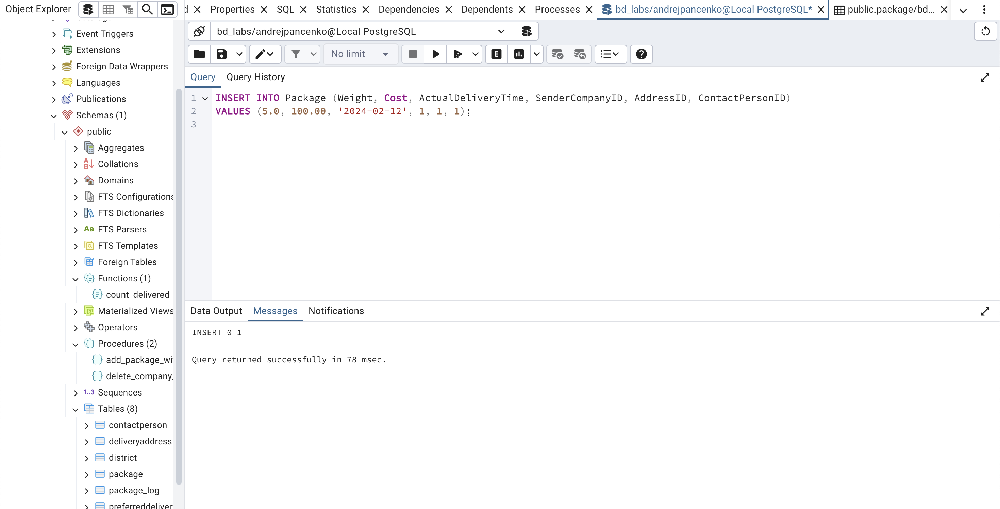 Object Explorer
d Properties SQL Statistics Dependencies Dependents Processes bd_labs/andrejpancenko@Local PostgreSQL* public.package/bd...
bd_labs/andrejpancenko@Local PostgreSQL
No limit
E
Query Query History
1 INSERT INTO Package (Weight, Cost, ActualDeliveryTime, SenderCompanyID, AddressID, ContactPersonID)
2 VALUES (5.0, 100.00, '2024-02-12', 1, 1, 1);
3
Data Output Messages Notifications
INSERT 0 1
Query returned successfully in 78 msec.
Event Triggers
Extensions
Foreign Data Wrappers
Languages
Publications
Schemas (1)
public
Aggregates
Collations
Domains
FTS Configurations
FTS Dictionaries
Aa FTS Parsers
FTS Templates
Foreign Tables
Functions (1)
count_delivered_
Materialized Views
Operators
Procedures (2)
add_package_wi
delete_company_
1..3 Sequences
Tables (8)
contactperson
deliveryaddress
district
package
package_log
preferreddelivery